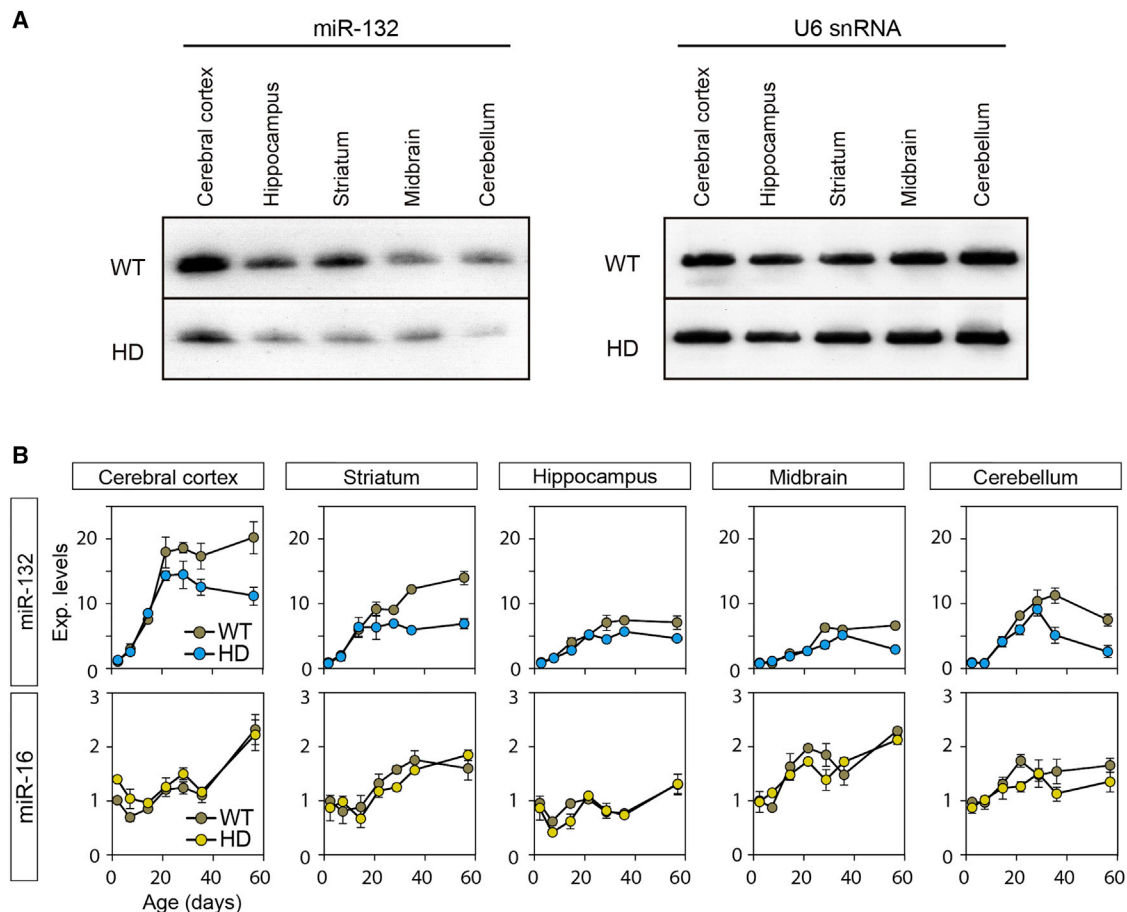 A
miR-132
U6 snRNA
Cerebral cortex
Hippocampus
Striatum
Midbrain
Cerebellum
Cerebral cortex
Hippocampus
Striatum
Midbrain
Cerebellum
WT
HD
WT
HD
B
Cerebral cortex
Striatum
Hippocampus
Midbrain
Cerebellum
miR-132
Exp. levels
20
10
0
WT
HD
20
10
0
20
10
0
20
10
0
20
10
0
miR-16
3
2
1
0
WT
HD
3
2
1
0
3
2
1
0
3
2
1
0
3
2
1
0
0 20 40 60
0 20 40 60
0 20 40 60
0 20 40 60
0 20 40 60
Age (days)